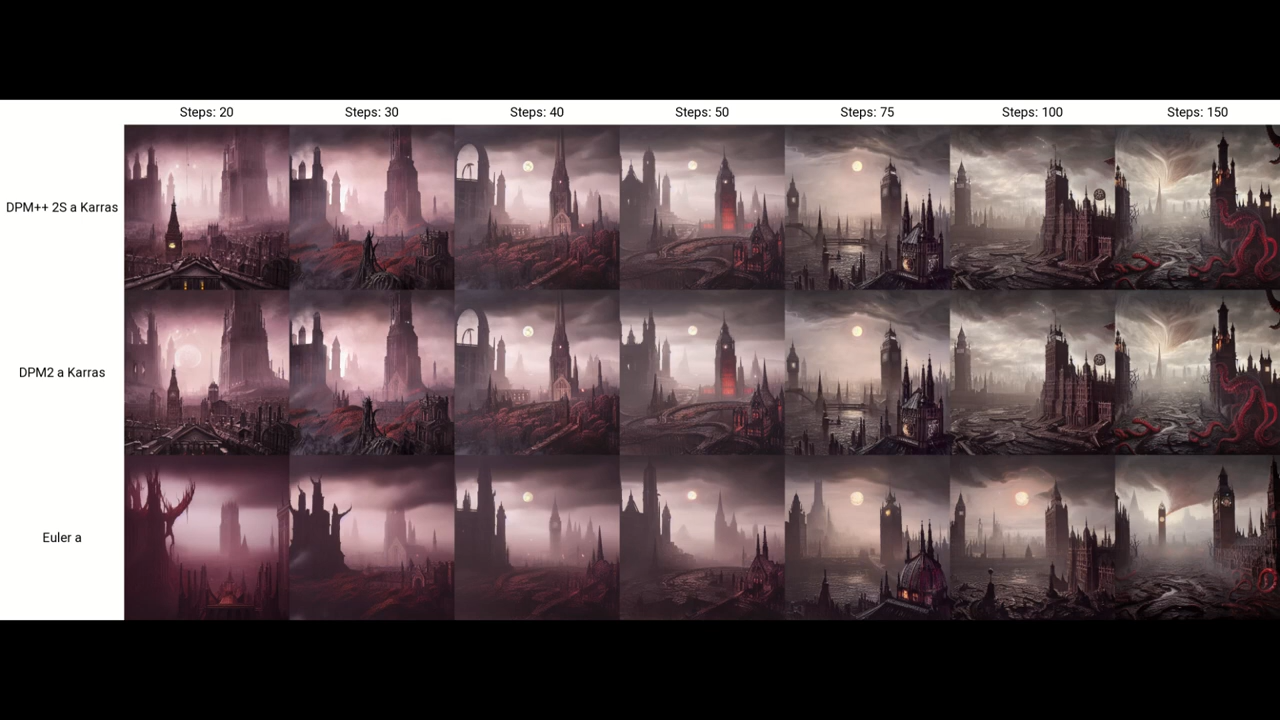 Steps: 20 Steps: 30 Steps: 40 Steps: 50 Steps: 75 Steps: 100 Steps: 150
DPM++ 2S a Karras
DPM2 a Karras
Euler a